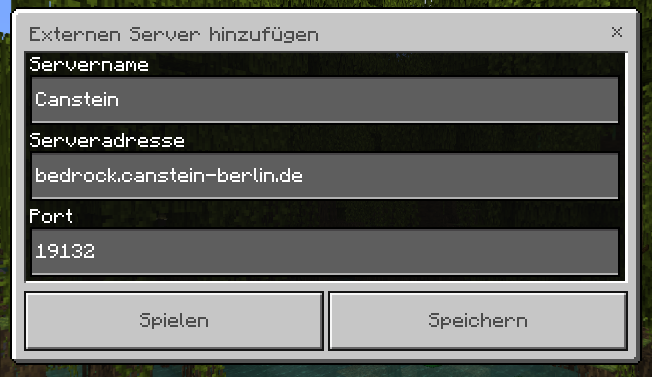 Externen Server hinzufügen
Servername
Canstein
Serveradresse
bedrock.canstein-berlin.de
Port
19132
Spielen
Speichern